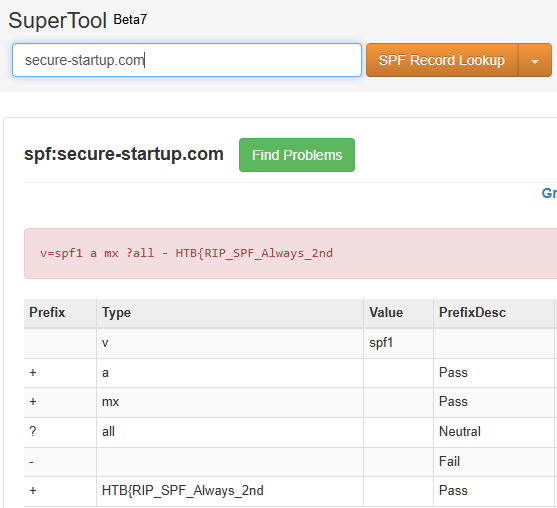 SuperTool Beta7
secure-startup.com SPF Record Lookup
spf:secure-startup.com Find Problems
Gr
v=spf1 a mx ?all - HTB{RIP_SPF_Always_2nd
Prefix Type Value PrefixDesc
v spf1
+ a Pass
+ mx Pass
? all Neutral
- Fail
+ HTB{RIP_SPF_Always_2nd Pass